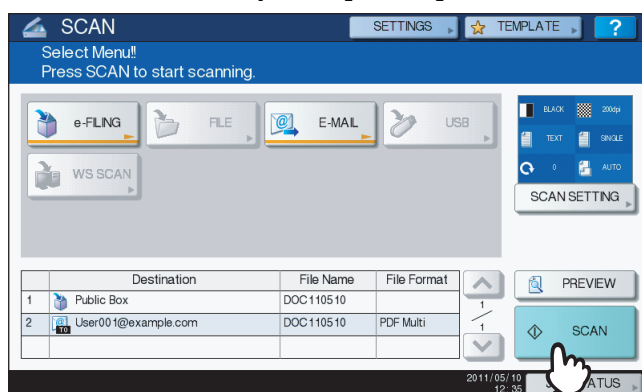 SCAN
SETTINGS
TEMPLATE
?
Select Menu!!
Press SCAN to start scanning.
e-FILING
FILE
E-MAIL
USB
WS SCAN
BLACK
200dpi
TEXT
SINGLE
0
AUTO
SCAN SETTING
Destination File Name File Format
1 Public Box DOC110510
2 TO User001@example.com DOC110510 PDF Multi
1
1
PREVIEW
SCAN
2011/05/10
12:35